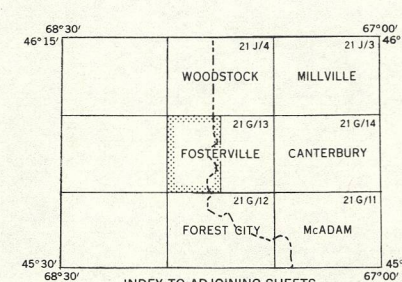 68°30′ 67°00′
46°15′ 46°
21 J/4 21 J/3
WOODSTOCK MILLVILLE
21 G/13 21 G/14
FOSTERVILLE CANTERBURY
21 G/12 21 G/11
FOREST CITY McADAM
45°30′ 45°
68°30′ 67°00′
INDEX TO ADJOINING SHEETS